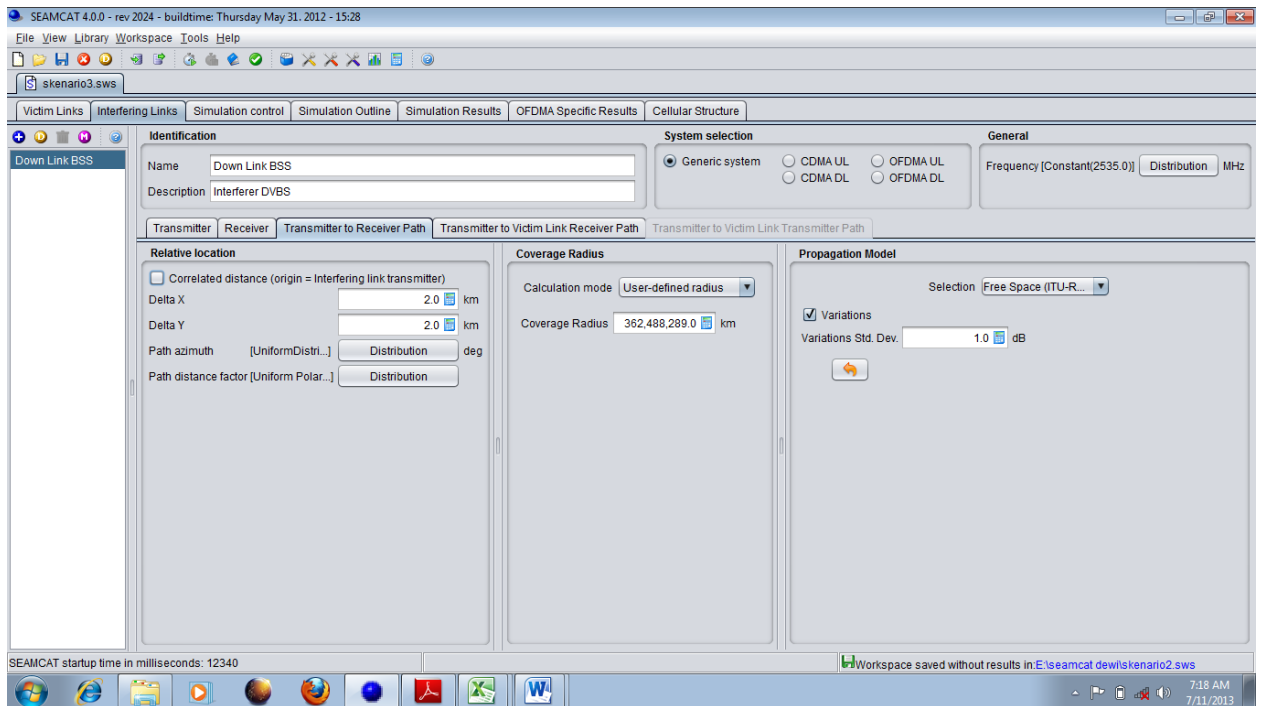 SEAMCAT 4.0.0 - rev 2024 - buildtime: Thursday May 31. 2012 - 15:28
File View Library Workspace Tools Help
skenario3.sws
Victim Links Interfering Links Simulation control Simulation Outline Simulation Results OFDMA Specific Results Cellular Structure
Down Link BSS
Identification
Name Down Link BSS
Description Interferer DVBS
System selection
Generic system CDMA UL OFDMA UL
CDMA DL OFDMA DL
General
Frequency [Constant(2535.0)] Distribution MHz
Transmitter Receiver Transmitter to Receiver Path Transmitter to Victim Link Receiver Path Transmitter to Victim Link Transmitter Path
Relative location
Correlated distance (origin = Interfering link transmitter)
Delta X 2.0 km
Delta Y 2.0 km
Path azimuth [UniformDistri...] Distribution deg
Path distance factor [Uniform Polar...] Distribution
Coverage Radius
Calculation mode User-defined radius
Coverage Radius 362,488,289.0 km
Propagation Model
Selection Free Space (ITU-R...
Variations
Variations Std. Dev. 1.0 dB
SEAMCAT startup time in milliseconds: 12340
Workspace saved without results in:E:\seamcat dewi\skenario2.sws
7:18 AM
7/11/2013